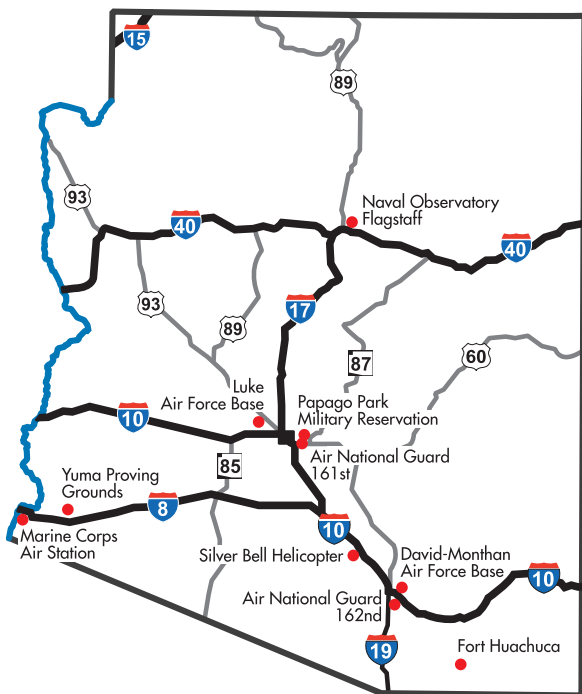 15
89
93
Naval Observatory
Flagstaff
40
40
93
89
17
87
60
Luke
Air Force Base
Papago Park
Military Reservation
10
Air National Guard
161st
85
Yuma Proving
Grounds
8
Marine Corps
Air Station
10
Silver Bell Helicopter
David-Monthan
Air Force Base
10
Air National Guard
162nd
19
Fort Huachuca